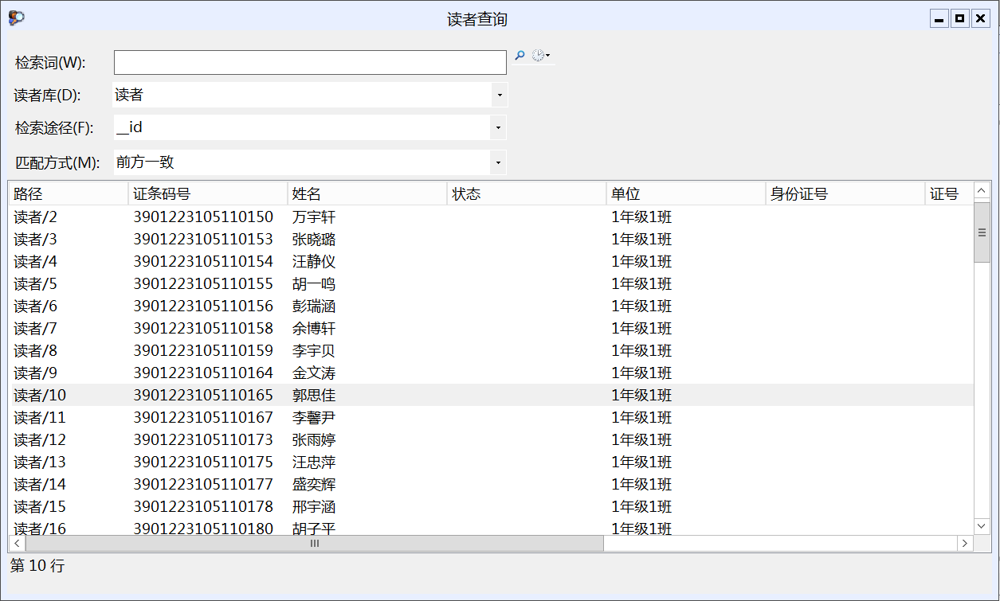 读者查询
检索词(W):
读者库(D): 读者
检索途径(F): __id
匹配方式(M): 前方一致
路径 证条码号 姓名 状态 单位 身份证号 证号
读者/2 3901223105110150 万宇轩 1年级1班
读者/3 3901223105110153 张晓璐 1年级1班
读者/4 3901223105110154 汪静仪 1年级1班
读者/5 3901223105110155 胡一鸣 1年级1班
读者/6 3901223105110156 彭瑞涵 1年级1班
读者/7 3901223105110158 余博轩 1年级1班
读者/8 3901223105110159 李宇贝 1年级1班
读者/9 3901223105110164 金文涛 1年级1班
读者/10 3901223105110165 郭思佳 1年级1班
读者/11 3901223105110167 李馨尹 1年级1班
读者/12 3901223105110173 张雨婷 1年级1班
读者/13 3901223105110175 汪忠萍 1年级1班
读者/14 3901223105110177 盛奕辉 1年级1班
读者/15 3901223105110178 邢宇涵 1年级1班
读者/16 3901223105110180 胡子平 1年级1班
第 10 行